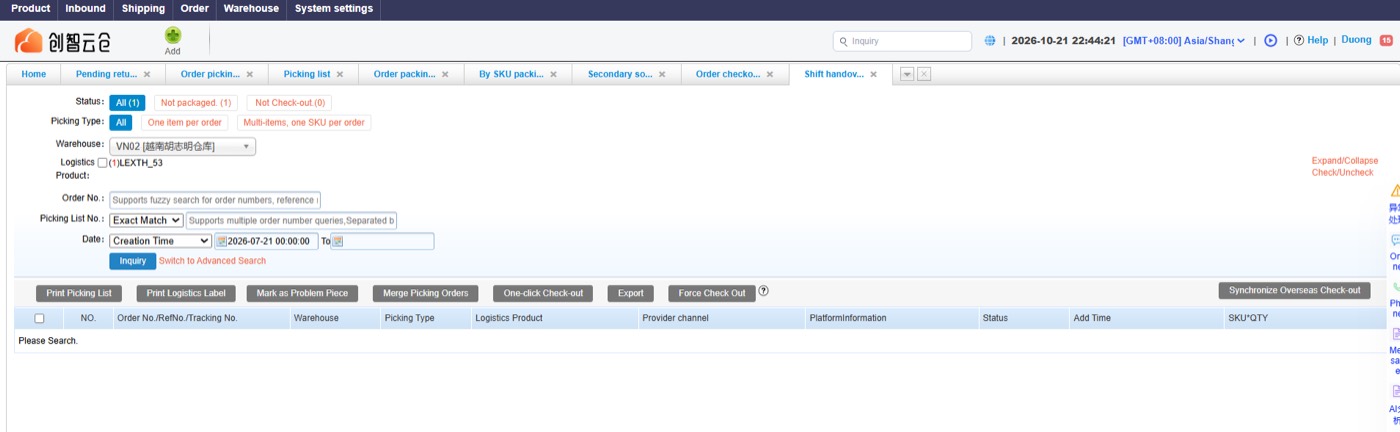 Product Inbound Shipping Order Warehouse System settings
创智云仓 Add Inquiry | 2026-10-21 22:44:21 [GMT+08:00] Asia/Shang | | Help | Duong 15
Home Pending retu... Order pickin... Picking list Order packin... By SKU packi... Secondary so... Order checko... Shift handov...
Status: All (1) Not packaged. (1) Not Check-out (0)
Picking Type: All One item per order Multi-items, one SKU per order
Warehouse: VN02 [越南胡志明仓库]
Logistics Product: (1)LEXTH_53
Expand/Collapse
Check/Uncheck
Order No.: Supports fuzzy search for order numbers, reference
Picking List No.: Exact Match Supports multiple order number queries,Separated b
Date: Creation Time 2026-07-21 00:00:00 To
Inquiry Switch to Advanced Search
Print Picking List Print Logistics Label Mark as Problem Piece Merge Picking Orders One-click Check-out Export Force Check Out Synchronize Overseas Check-out
NO. Order No./RefNo./Tracking No. Warehouse Picking Type Logistics Product Provider channel PlatformInformation Status Add Time SKU*QTY
Please Search.